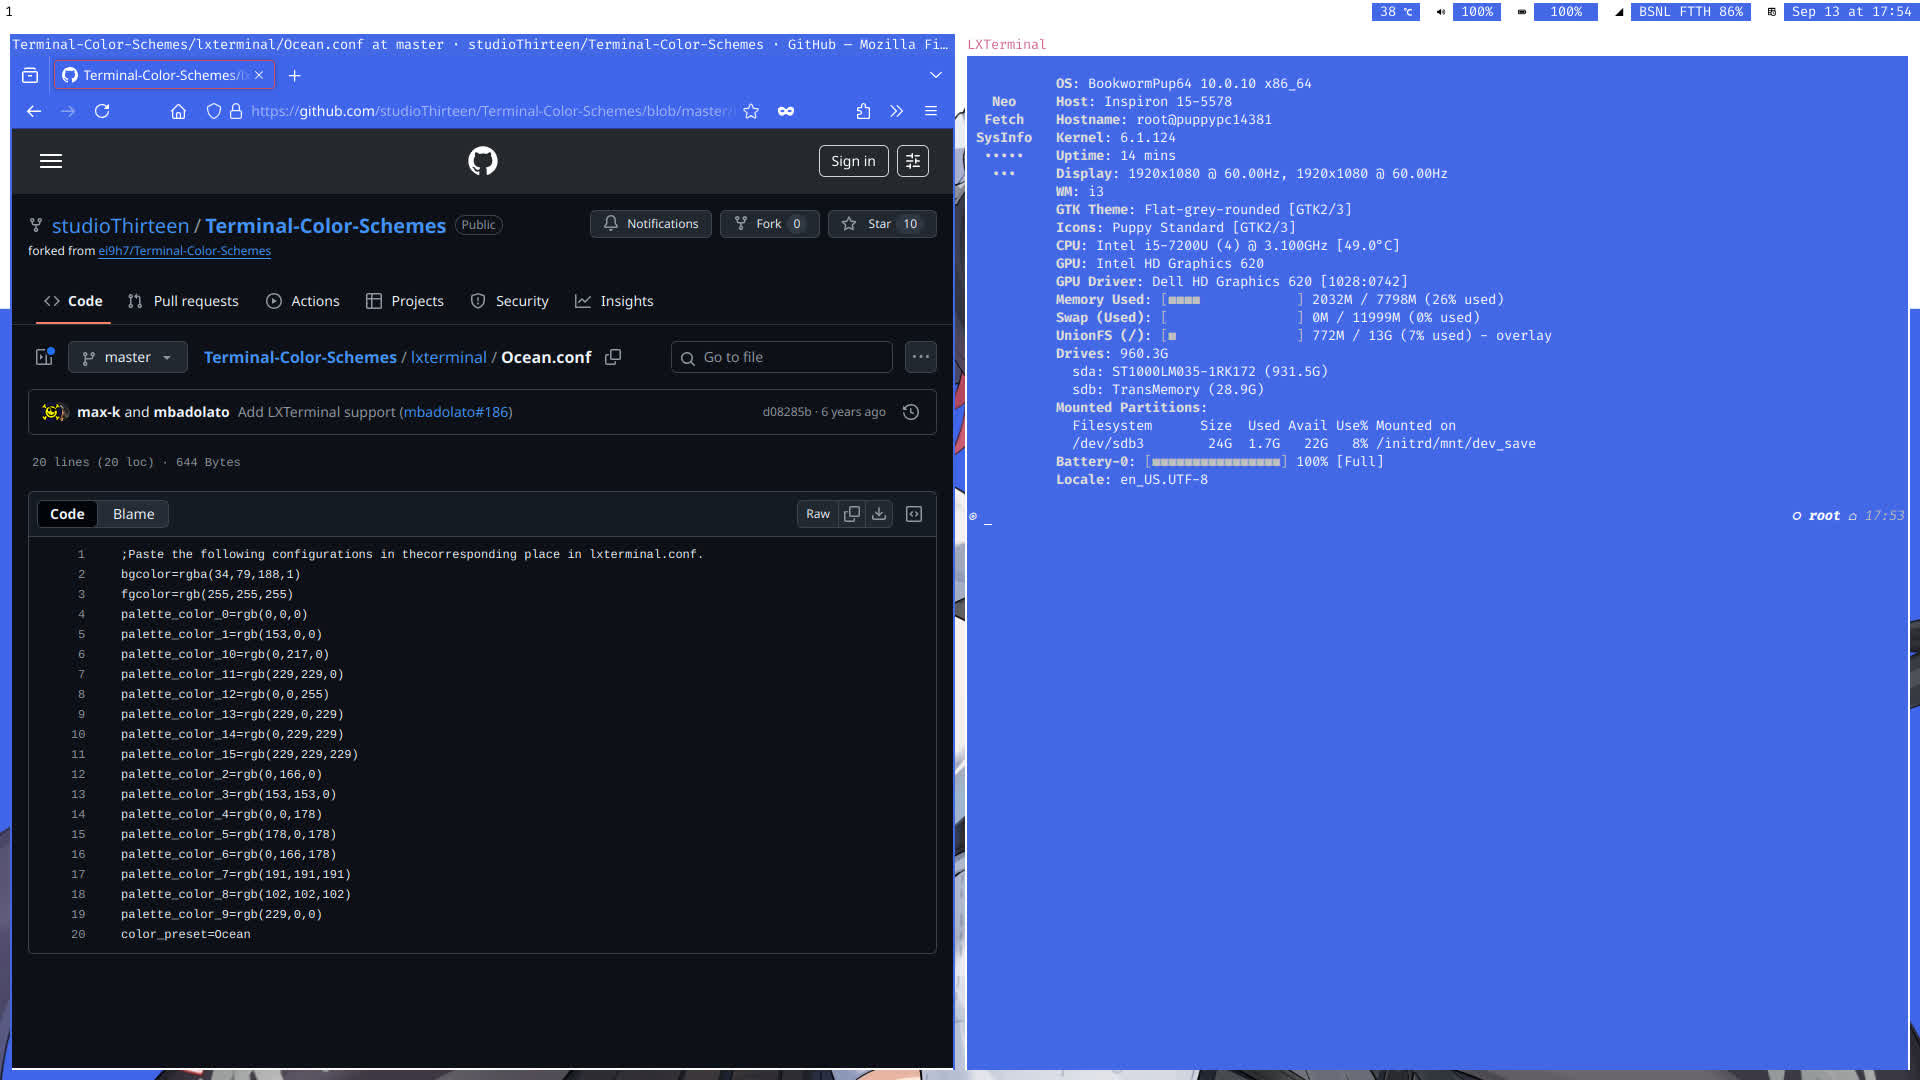 1
38 ℃ 100% 100% BSNL FTTH 86% Sep 13 at 17:54
Terminal-Color-Schemes/lxterminal/Ocean.conf at master · studioThirteen/Terminal-Color-Schemes · GitHub — Mozilla Fi…
Terminal-Color-Schemes/l
https://github.com/studioThirteen/Terminal-Color-Schemes/blob/master/
Sign in
studioThirteen / Terminal-Color-Schemes Public
Notifications Fork 0 Star 10
forked from ei9h7/Terminal-Color-Schemes
Code Pull requests Actions Projects Security Insights
master Terminal-Color-Schemes / lxterminal / Ocean.conf Go to file
max-k and mbadolato Add LXTerminal support (mbadolato#186) d08285b · 6 years ago
20 lines (20 loc) · 644 Bytes
Code Blame Raw
1 ;Paste the following configurations in thecorresponding place in lxterminal.conf.
2 bgcolor=rgba(34,79,188,1)
3 fgcolor=rgb(255,255,255)
4 palette_color_0=rgb(0,0,0)
5 palette_color_1=rgb(153,0,0)
6 palette_color_10=rgb(0,217,0)
7 palette_color_11=rgb(229,229,0)
8 palette_color_12=rgb(0,0,255)
9 palette_color_13=rgb(229,0,229)
10 palette_color_14=rgb(0,229,229)
11 palette_color_15=rgb(229,229,229)
12 palette_color_2=rgb(0,166,0)
13 palette_color_3=rgb(153,153,0)
14 palette_color_4=rgb(0,0,178)
15 palette_color_5=rgb(178,0,178)
16 palette_color_6=rgb(0,166,178)
17 palette_color_7=rgb(191,191,191)
18 palette_color_8=rgb(102,102,102)
19 palette_color_9=rgb(229,0,0)
20 color_preset=Ocean
LXTerminal
OS: BookwormPup64 10.0.10 x86_64
Neo Host: Inspiron 15-5578
Fetch Hostname: root@puppypc14381
SysInfo Kernel: 6.1.124
••••• Uptime: 14 mins
••• Display: 1920x1080 @ 60.00Hz, 1920x1080 @ 60.00Hz
WM: i3
GTK Theme: Flat-grey-rounded [GTK2/3]
Icons: Puppy Standard [GTK2/3]
CPU: Intel i5-7200U (4) @ 3.100GHz [49.0°C]
GPU: Intel HD Graphics 620
GPU Driver: Dell HD Graphics 620 [1028:0742]
Memory Used: [■■■■ ] 2032M / 7798M (26% used)
Swap (Used): [ ] 0M / 11999M (0% used)
UnionFS (/): [■ ] 772M / 13G (7% used) - overlay
Drives: 960.3G
sda: ST1000LM035-1RK172 (931.5G)
sdb: TransMemory (28.9G)
Mounted Partitions:
Filesystem Size Used Avail Use% Mounted on
/dev/sdb3 24G 1.7G 22G 8% /initrd/mnt/dev_save
Battery-0: [■■■■■■■■■■■■■■■■] 100% [Full]
Locale: en_US.UTF-8
_ root 17:53